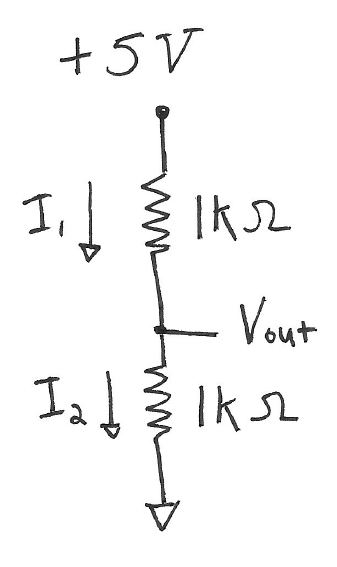 +5V
I₁ 1kΩ
Vout
I₂ 1kΩ